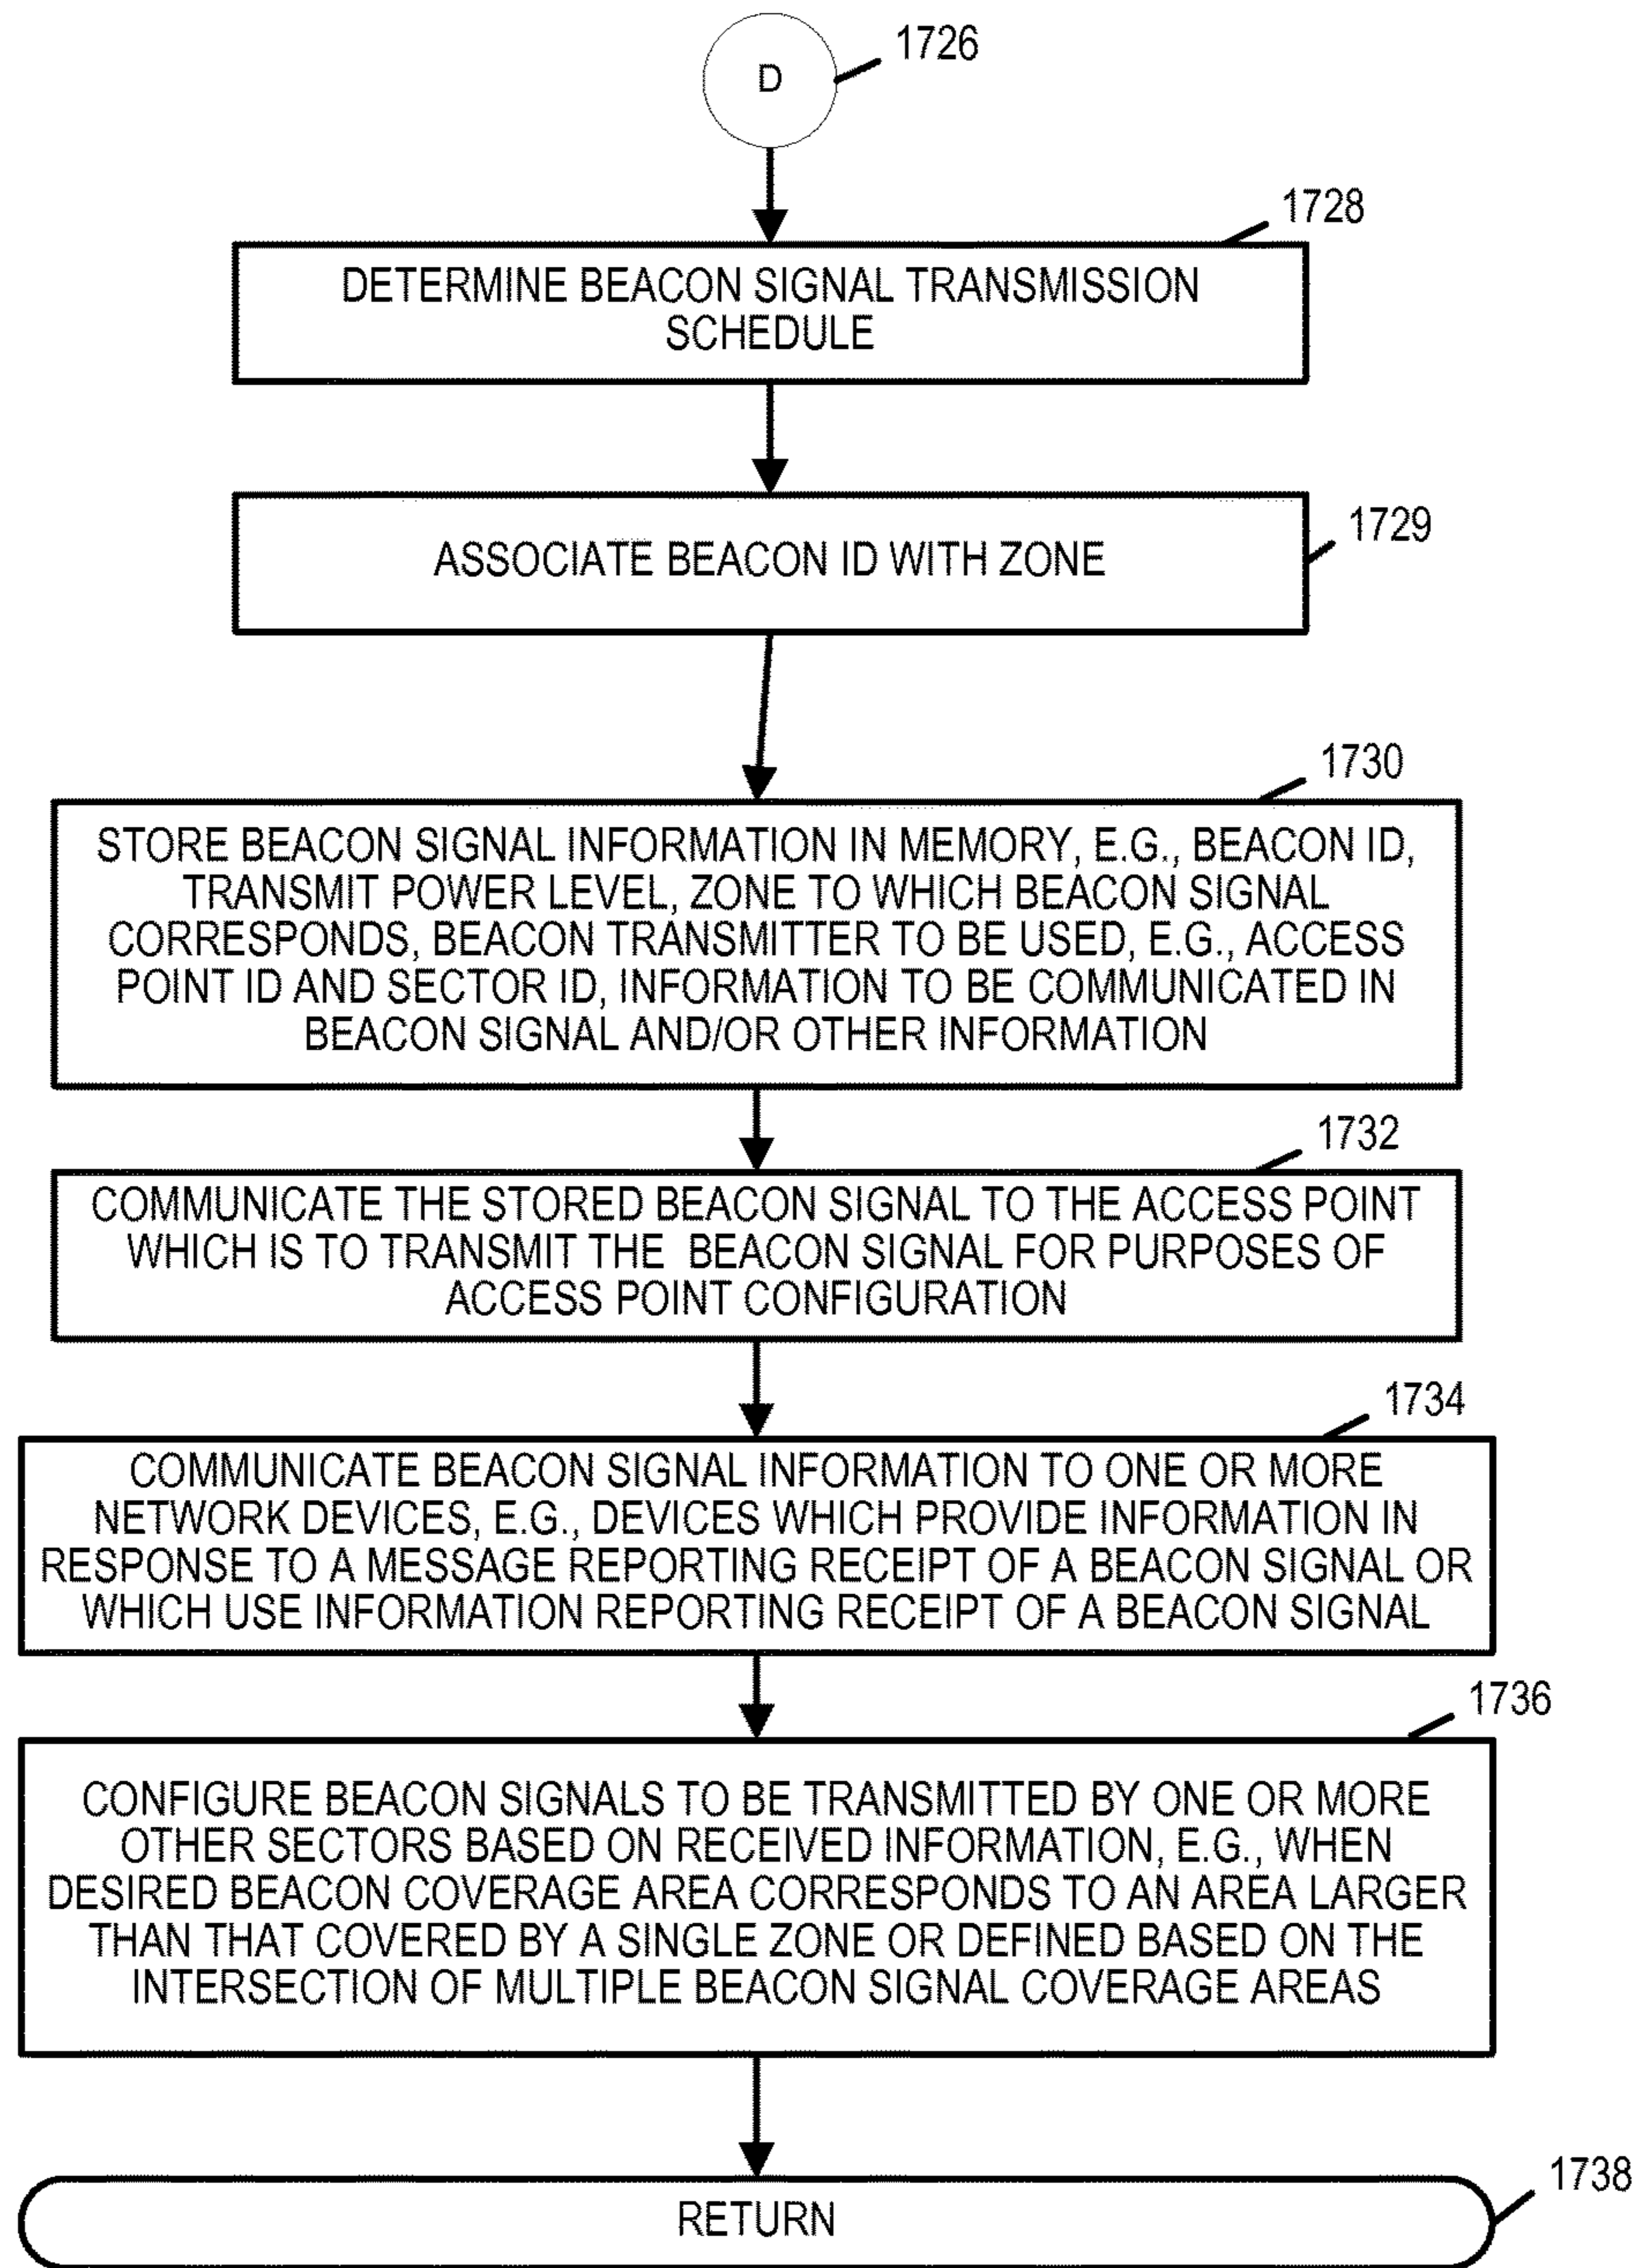 D
1726
1728
DETERMINE BEACON SIGNAL TRANSMISSION
SCHEDULE
1729
ASSOCIATE BEACON ID WITH ZONE
1730
STORE BEACON SIGNAL INFORMATION IN MEMORY, E.G., BEACON ID,
TRANSMIT POWER LEVEL, ZONE TO WHICH BEACON SIGNAL
CORRESPONDS, BEACON TRANSMITTER TO BE USED, E.G., ACCESS
POINT ID AND SECTOR ID, INFORMATION TO BE COMMUNICATED IN
BEACON SIGNAL AND/OR OTHER INFORMATION
1732
COMMUNICATE THE STORED BEACON SIGNAL TO THE ACCESS POINT
WHICH IS TO TRANSMIT THE BEACON SIGNAL FOR PURPOSES OF
ACCESS POINT CONFIGURATION
1734
COMMUNICATE BEACON SIGNAL INFORMATION TO ONE OR MORE
NETWORK DEVICES, E.G., DEVICES WHICH PROVIDE INFORMATION IN
RESPONSE TO A MESSAGE REPORTING RECEIPT OF A BEACON SIGNAL OR
WHICH USE INFORMATION REPORTING RECEIPT OF A BEACON SIGNAL
1736
CONFIGURE BEACON SIGNALS TO BE TRANSMITTED BY ONE OR MORE
OTHER SECTORS BASED ON RECEIVED INFORMATION, E.G., WHEN
DESIRED BEACON COVERAGE AREA CORRESPONDS TO AN AREA LARGER
THAN THAT COVERED BY A SINGLE ZONE OR DEFINED BASED ON THE
INTERSECTION OF MULTIPLE BEACON SIGNAL COVERAGE AREAS
1738
RETURN